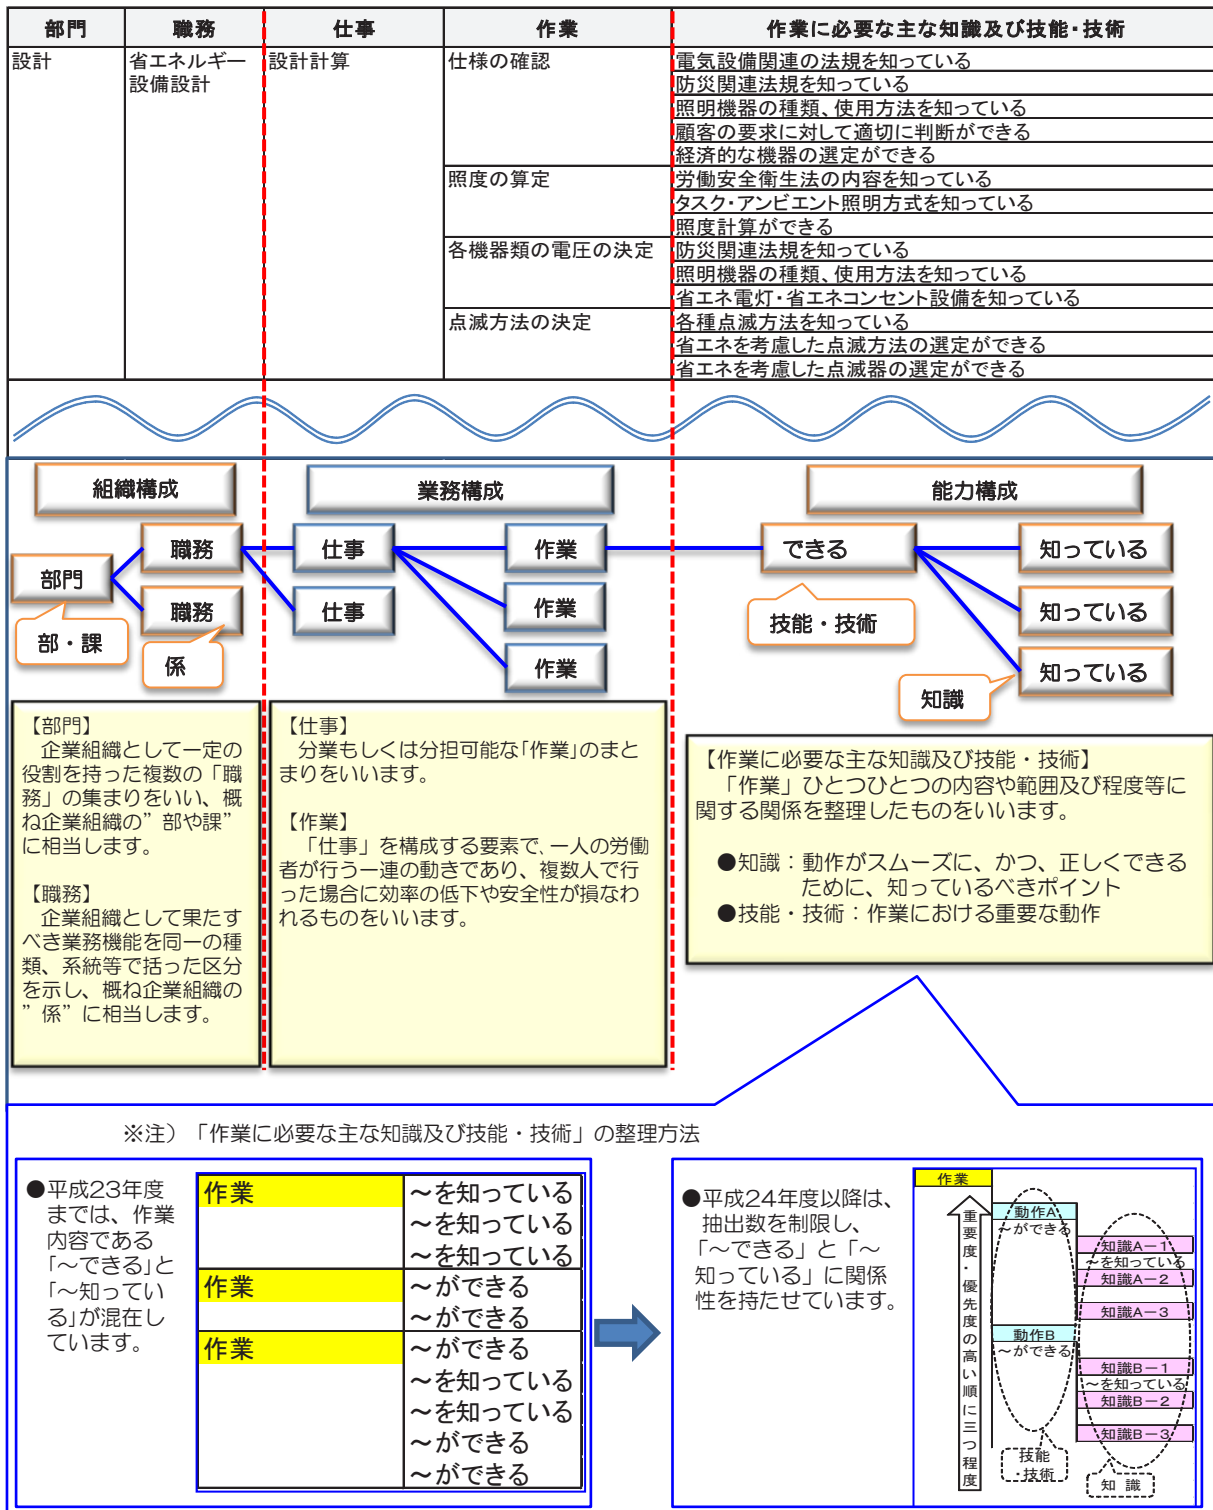 部門 職務 仕事 作業 作業に必要な主な知識及び技能・技術
設計 省エネルギー 設計計算 仕様の確認 電気設備関連の法規を知っている
設備設計 防災関連法規を知っている
照明機器の種類、使用方法を知っている
顧客の要求に対して適切に判断ができる
経済的な機器の選定ができる
照度の算定 労働安全衛生法の内容を知っている
タスク・アンビエント照明方式を知っている
照度計算ができる
各機器類の電圧の決定 防災関連法規を知っている
照明機器の種類、使用方法を知っている
省エネ電灯・省エネコンセント設備を知っている
点滅方法の決定 各種点滅方法を知っている
省エネを考慮した点滅方法の選定ができる
省エネを考慮した点滅器の選定ができる
組織構成 業務構成 能力構成
職務 仕事 作業 できる 知っている
部門
職務 仕事 作業 知っている
技能・技術
部・課
係
作業 知っている
知識
【部門】
企業組織として一定の
役割を持った複数の「職
務」の集まりをいい、概
ね企業組織の”部や課”
に相当します。
【職務】
企業組織として果たす
べき業務機能を同一の種
類、系統等で括った区分
を示し、概ね企業組織の
”係”に相当します。
【仕事】
分業もしくは分担可能な「作業」のまと
まりをいいます。
【作業】
「仕事」を構成する要素で、一人の労働
者が行う一連の動きであり、複数人で行
った場合に効率の低下や安全性が損なわ
れるものをいいます。
【作業に必要な主な知識及び技能・技術】
「作業」ひとつひとつの内容や範囲及び程度等に
関する関係を整理したものをいいます。
●知識：動作がスムーズに、かつ、正しくできる
ために、知っているべきポイント
●技能・技術：作業における重要な動作
※注）「作業に必要な主な知識及び技能・技術」の整理方法
●平成23年度
までは、作業
内容である
「～できる」と
「～知ってい
る」が混在し
ています。
作業 ～を知っている
～を知っている
～を知っている
作業 ～ができる
～ができる
作業 ～ができる
～を知っている
～を知っている
～ができる
～ができる
●平成24年度以降は、
抽出数を制限し、
「～できる」と「～
知っている」に関係
性を持たせています。
作業
重要度・優先度の高い順に三つ程度
動作A
～ができる
知識A－1
～を知っている
知識A－2
知識A－3
動作B
～ができる
知識B－1
～を知っている
知識B－2
知識B－3
技能
・技術
知 識